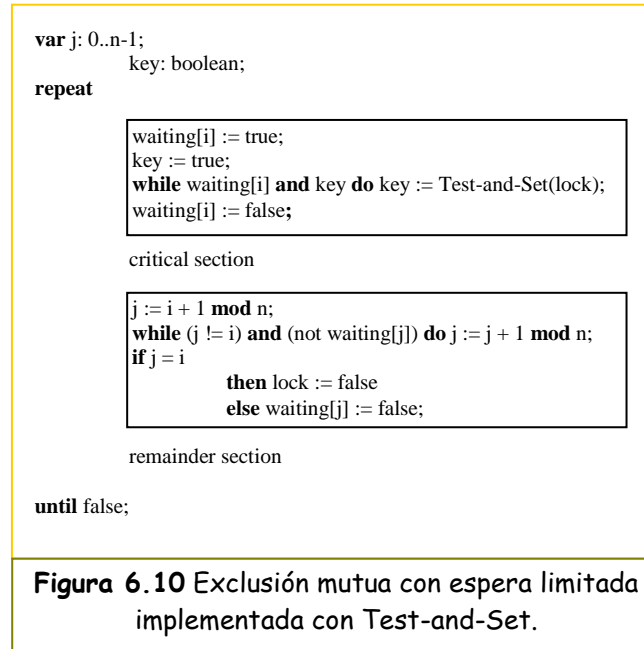 var j: 0..n-1;
key: boolean;
repeat
waiting[i] := true;
key := true;
while waiting[i] and key do key := Test-and-Set(lock);
waiting[i] := false;
critical section
j := i + 1 mod n;
while (j != i) and (not waiting[j]) do j := j + 1 mod n;
if j = i
then lock := false
else waiting[j] := false;
remainder section
until false;
Figura 6.10 Exclusión mutua con espera limitada
implementada con Test-and-Set.